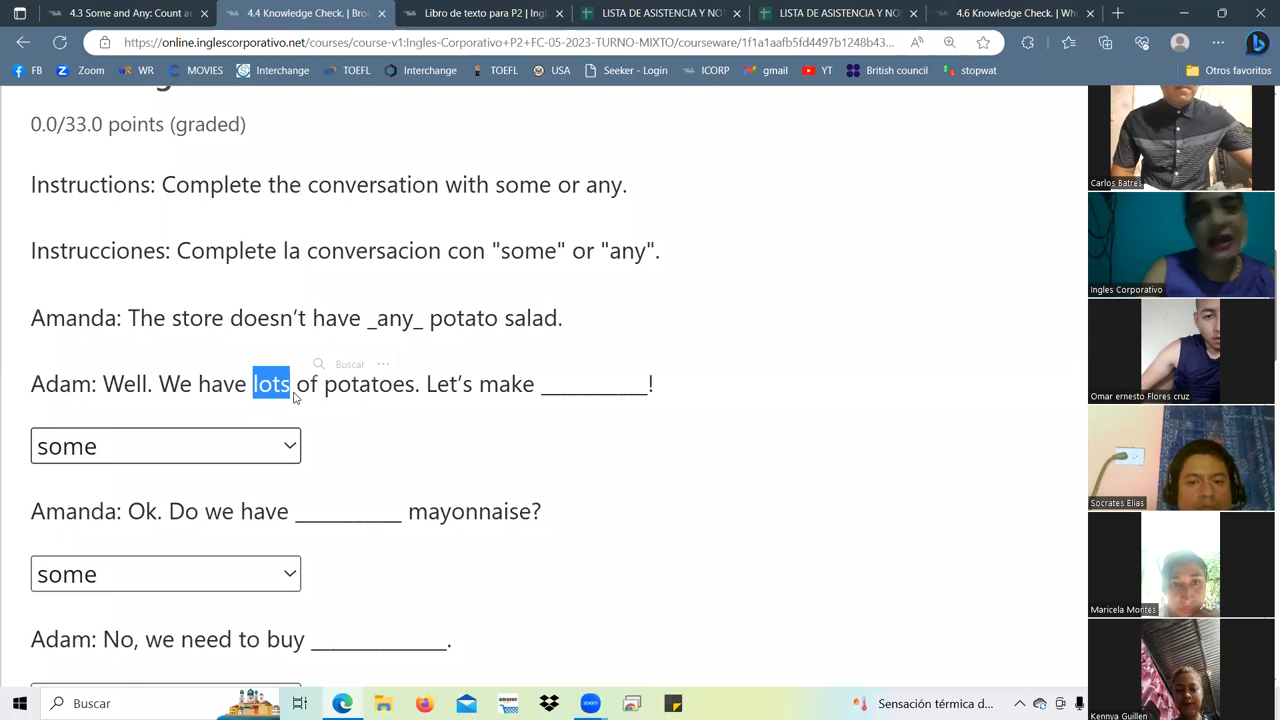 4.3 Some and Any: Count a
4.4 Knowledge Check. | Bro
Libro de texto para P2 | Ingl
LISTA DE ASISTENCIA Y NO
LISTA DE ASISTENCIA Y NO
4.6 Knowledge Check. | Wh
https://online.inglescorporativo.net/courses/course-v1:Ingles-Corporativo+P2+FC-05-2023-TURNO-MIXTO/courseware/1f1a1aafb5fd4497b1248b43...
FB
Zoom
WR
MOVIES
Interchange
TOEFL
Interchange
TOEFL
USA
Seeker - Login
ICORP
gmail
YT
British council
stopwat
Otros favoritos
0.0/33.0 points (graded)
Instructions: Complete the conversation with some or any.
Instrucciones: Complete la conversacion con "some" or "any".
Amanda: The store doesn't have _any_ potato salad.
Buscar
Adam: Well. We have lots of potatoes. Let's make __________!
some
Amanda: Ok. Do we have __________ mayonnaise?
some
Adam: No, we need to buy _____________.
Carlos Batres
Ingles Corporativo
Omar ernesto Flores cruz
Socrates Elias
Maricela Montes
Kennya Guillen
Buscar
zoom
Sensación térmica d...